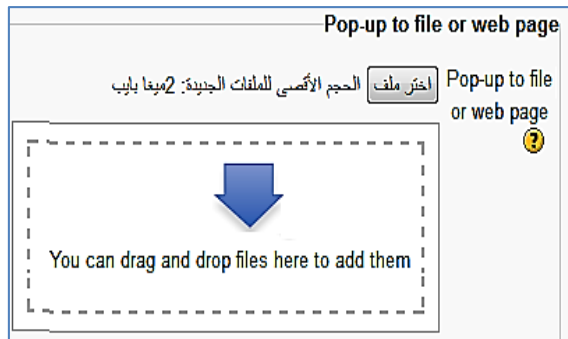 Pop-up to file or web page
Pop-up to file
or web page
?
اختر ملف الحجم الأقصى للملفات الجديدة: 2ميغا بايب
You can drag and drop files here to add them